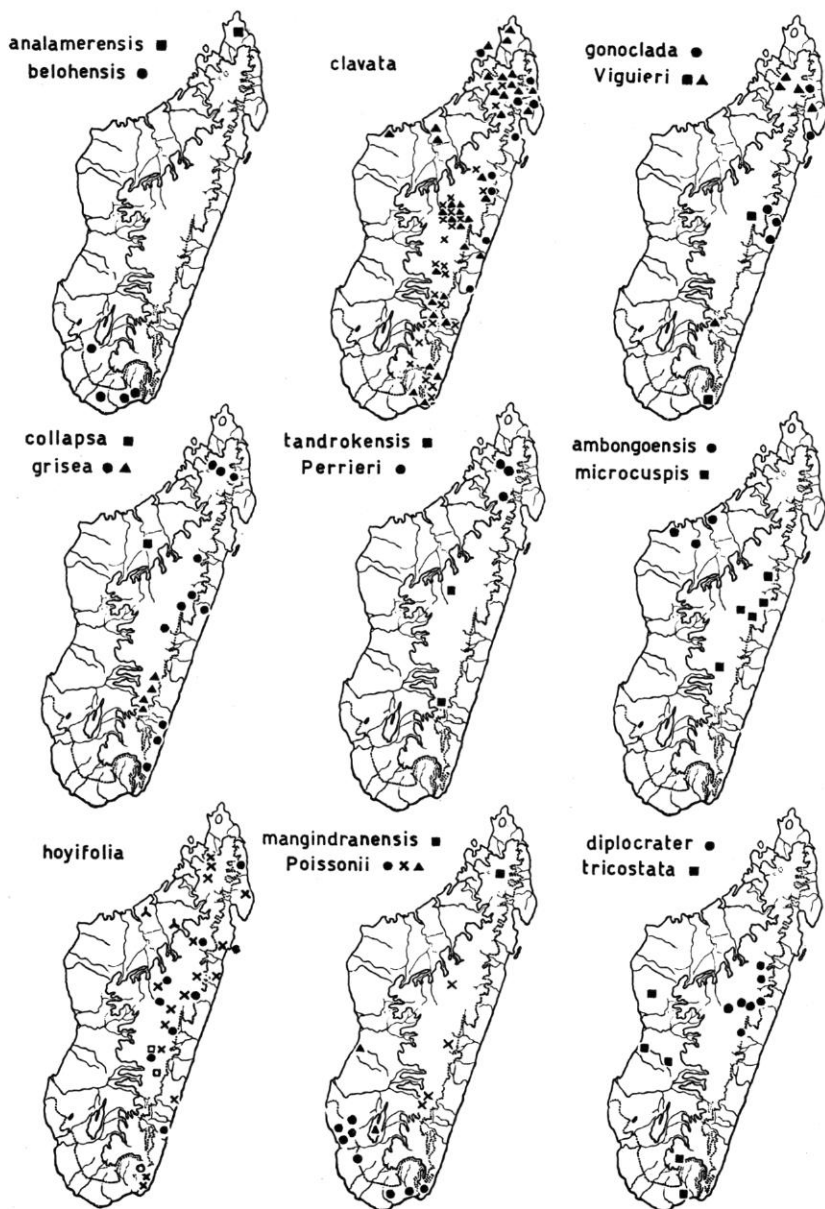 analamerensis ■
belohensis ●
clavata
gonoclada ●
Viguieri ■ ▲
collapsa ■
grisea ● ▲
tandrokensis ■
Perrieri ●
ambongoensis ●
microcuspis ■
hoyifolia
mangindranensis ■
Poissonii ● × ▲
diplocrater ●
tricostata ■